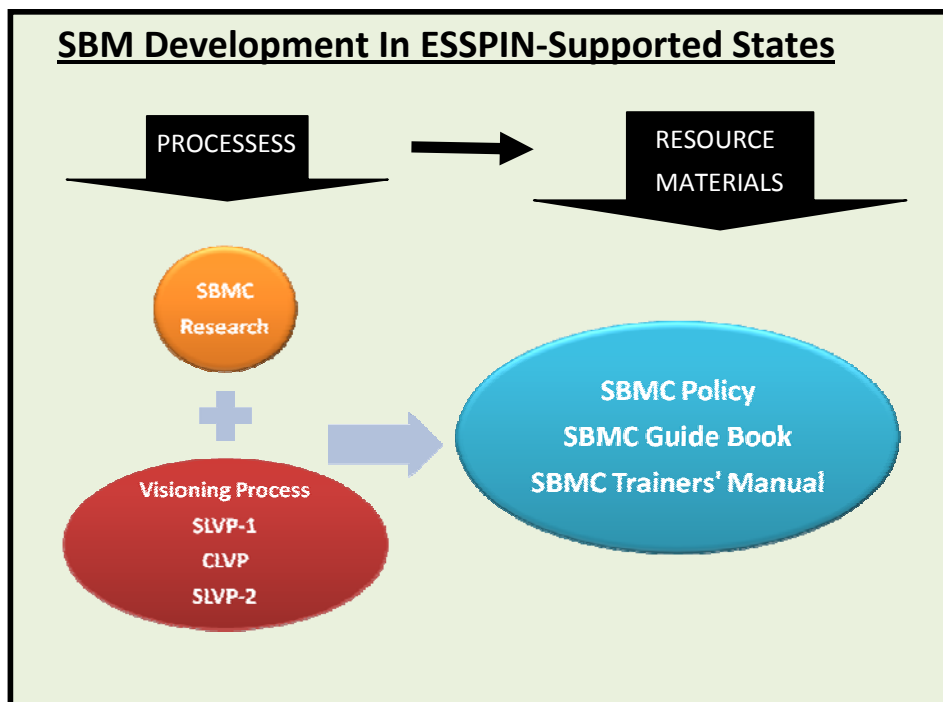 SBM Development In ESSPIN-Supported States
PROCESSESS
RESOURCE
MATERIALS
SBMC
Research
Visioning Process
SLVP-1
CLVP
SLVP-2
SBMC Policy
SBMC Guide Book
SBMC Trainers' Manual